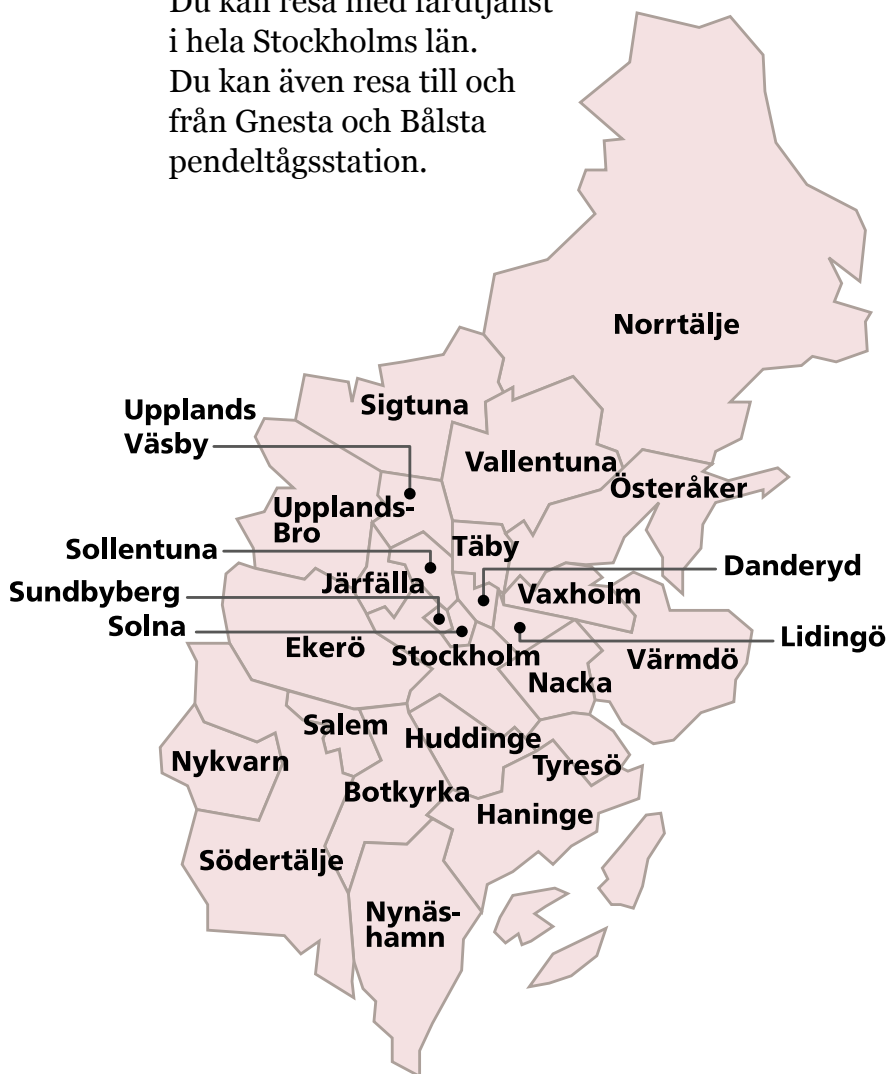 Du kan resa med färdtjänst
i hela Stockholms län.
Du kan även resa till och
från Gnesta och Bålsta
pendeltågsstation.
Norrtälje
Upplands
Väsby
Sigtuna
Vallentuna
Österåker
Upplands-
Bro
Sollentuna
Täby
Danderyd
Järfälla
Vaxholm
Sundbyberg
Solna
Lidingö
Ekerö
Stockholm
Värmdö
Nacka
Salem
Huddinge
Nykvarn
Tyresö
Botkyrka
Haninge
Södertälje
Nynäs-
hamn